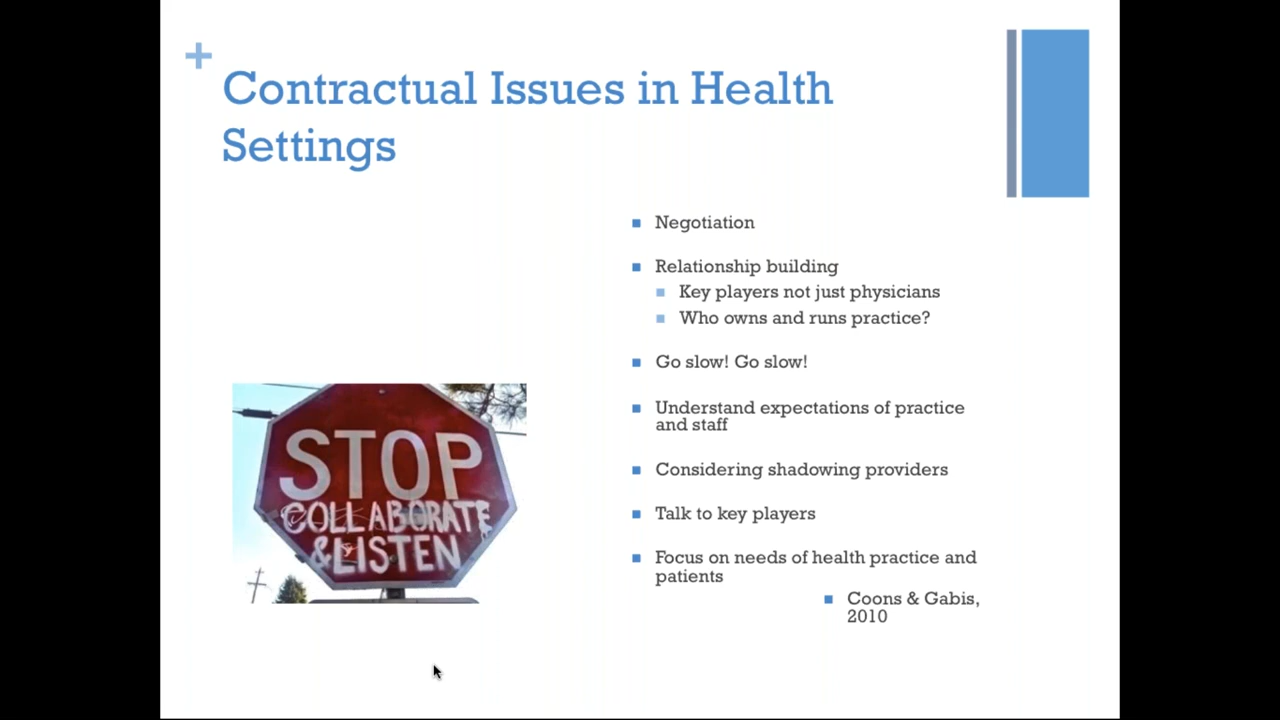 +
Contractual Issues in Health
Settings
Negotiation
Relationship building
Key players not just physicians
Who owns and runs practice?
Go slow! Go slow!
Understand expectations of practice
and staff
Considering shadowing providers
Talk to key players
Focus on needs of health practice and
patients
Coons & Gabis,
2010
STOP
COLLABORATE
&LISTEN